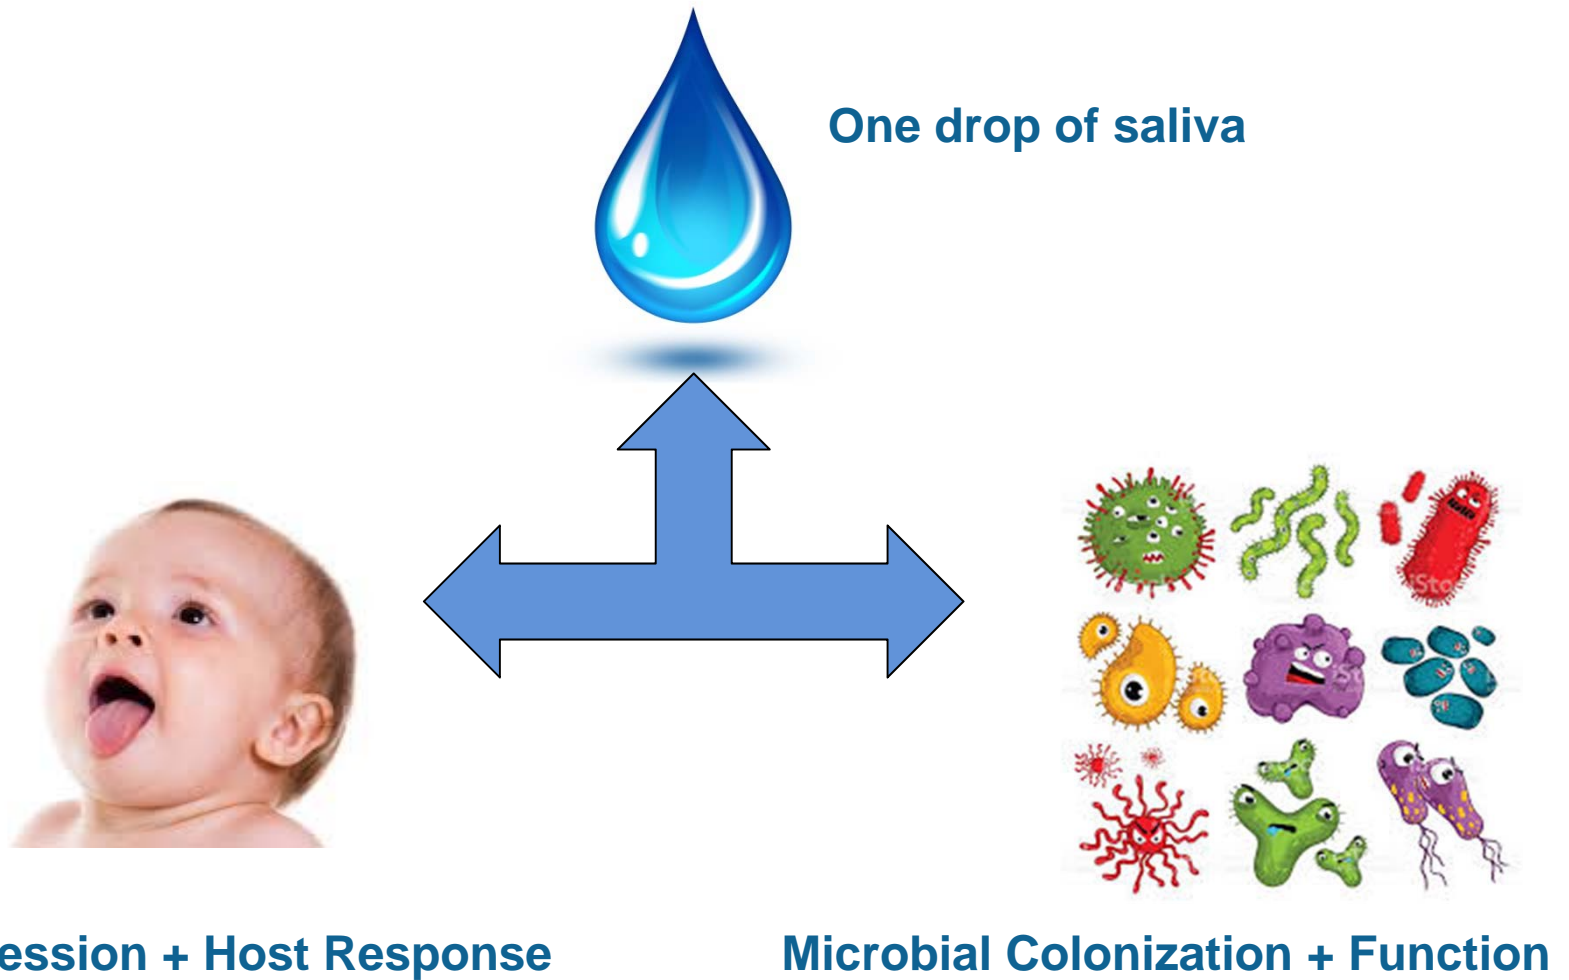 One drop of saliva
ession + Host Response
Microbial Colonization + Function